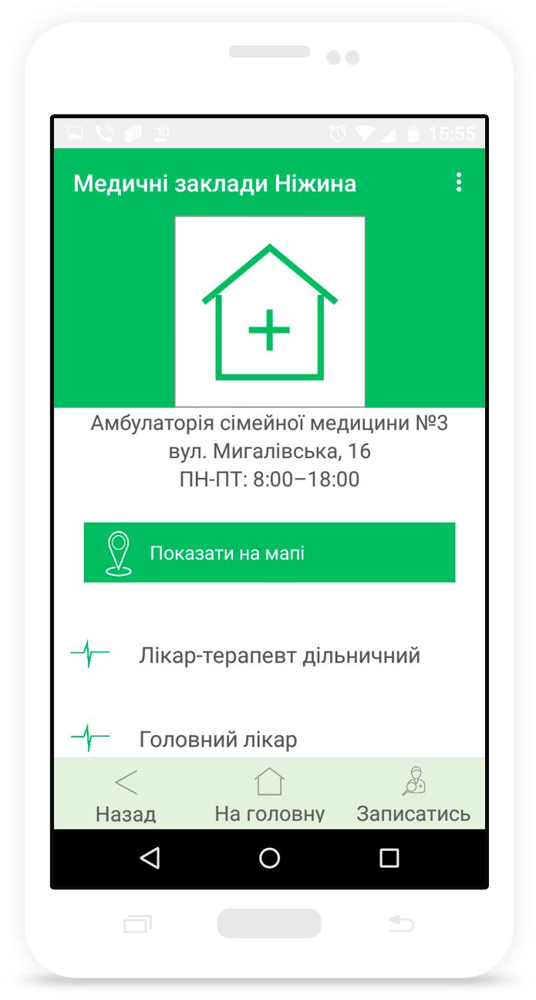 15:55
Медичні заклади Ніжина
Амбулаторія сімейної медицини №3
вул. Мигалівська, 16
ПН-ПТ: 8:00–18:00
Показати на мапі
Лікар-терапевт дільничний
Головний лікар
Назад На головну Записатись